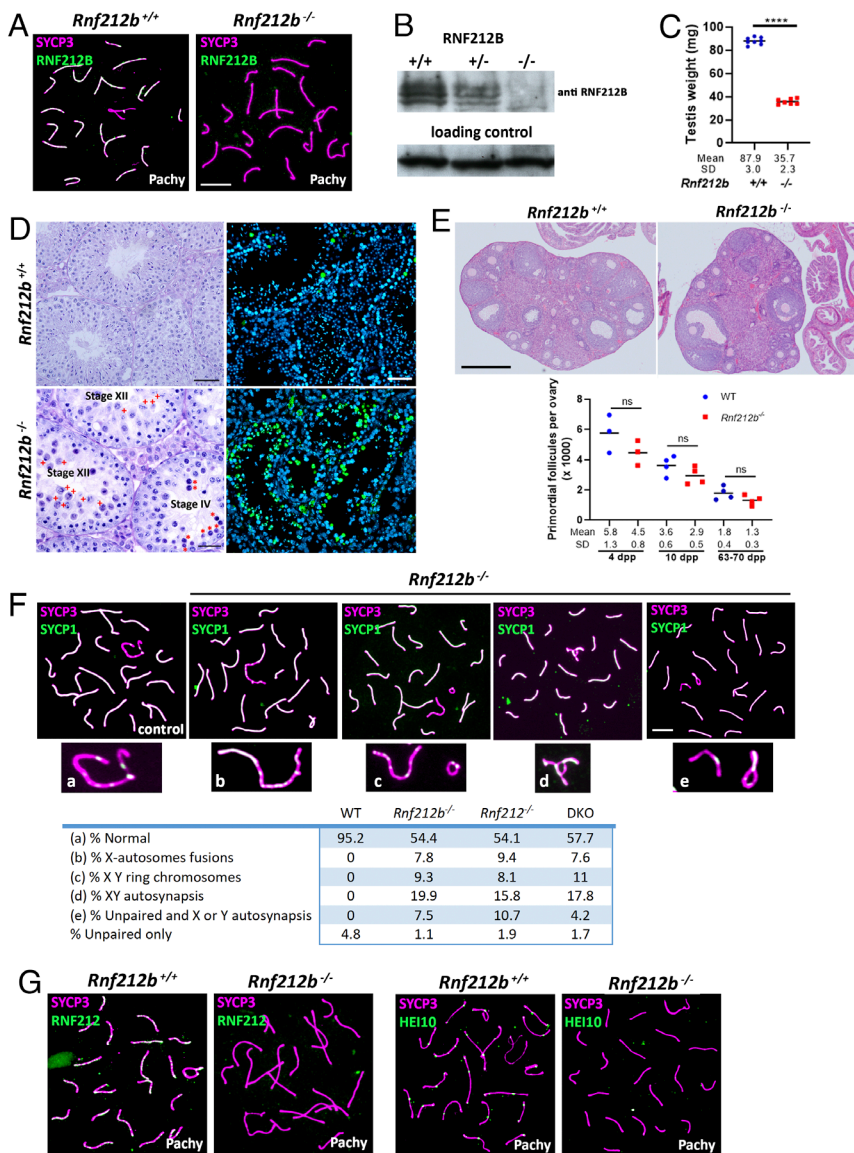 A
Rnf212b +/+
Rnf212b -/-
SYCP3
RNF212B
Pachy
SYCP3
RNF212B
Pachy
B
RNF212B
+/+ +/- -/-
anti RNF212B
loading control
C
Testis weight (mg)
100
80
60
40
20
0
****
Mean 87.9 35.7
SD 3.0 2.3
Rnf212b +/+ -/-
D
Rnf212b +/+
Rnf212b -/-
Stage XII
Stage XII
Stage IV
E
Rnf212b +/+
Rnf212b -/-
Primordial follicules per ovary
(x 1000)
8
6
4
2
0
ns
ns
ns
WT
Rnf212b-/-
Mean 5.8 4.5 3.6 2.9 1.8 1.3
SD 1.3 0.8 0.6 0.5 0.4 0.3
4 dpp 10 dpp 63-70 dpp
Rnf212b-/-
F
SYCP3
SYCP1
control
SYCP3
SYCP1
SYCP3
SYCP1
SYCP3
SYCP1
SYCP3
SYCP1
a
b
c
d
e
WT Rnf212b-/- Rnf212-/- DKO
(a) % Normal 95.2 54.4 54.1 57.7
(b) % X-autosomes fusions 0 7.8 9.4 7.6
(c) % X Y ring chromosomes 0 9.3 8.1 11
(d) % XY autosynapsis 0 19.9 15.8 17.8
(e) % Unpaired and X or Y autosynapsis 0 7.5 10.7 4.2
% Unpaired only 4.8 1.1 1.9 1.7
G
Rnf212b +/+
Rnf212b -/-
Rnf212b +/+
Rnf212b -/-
SYCP3
RNF212
Pachy
SYCP3
RNF212
Pachy
SYCP3
HEI10
Pachy
SYCP3
HEI10
Pachy